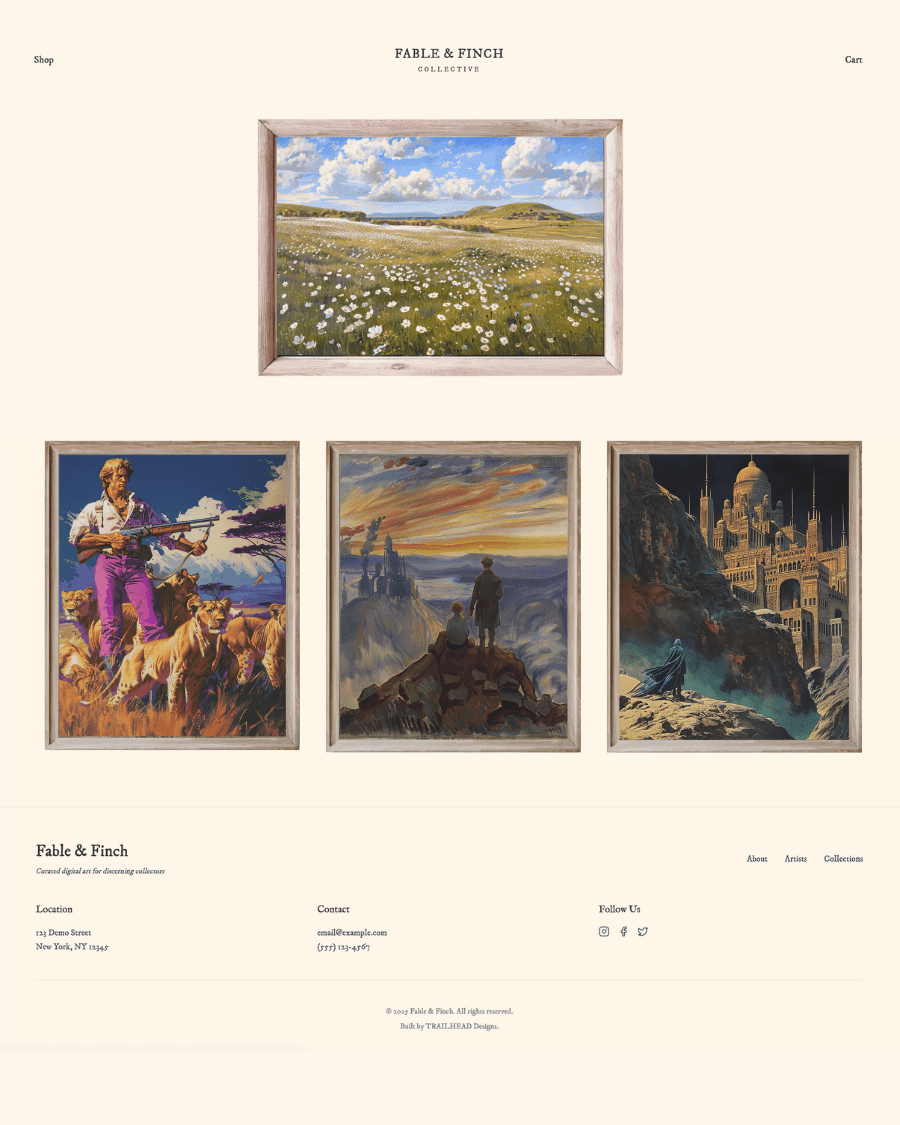 Shop
FABLE & FINCH
COLLECTIVE
Cart
Fable & Finch
Curated digital art for discerning collectors
About
Artists
Collections
Location
123 Demo Street
New York, NY 12345
Contact
email@example.com
(555) 123-4567
Follow Us
© 2025 Fable & Finch. All rights reserved.
Built by TRAILHEAD Designs.